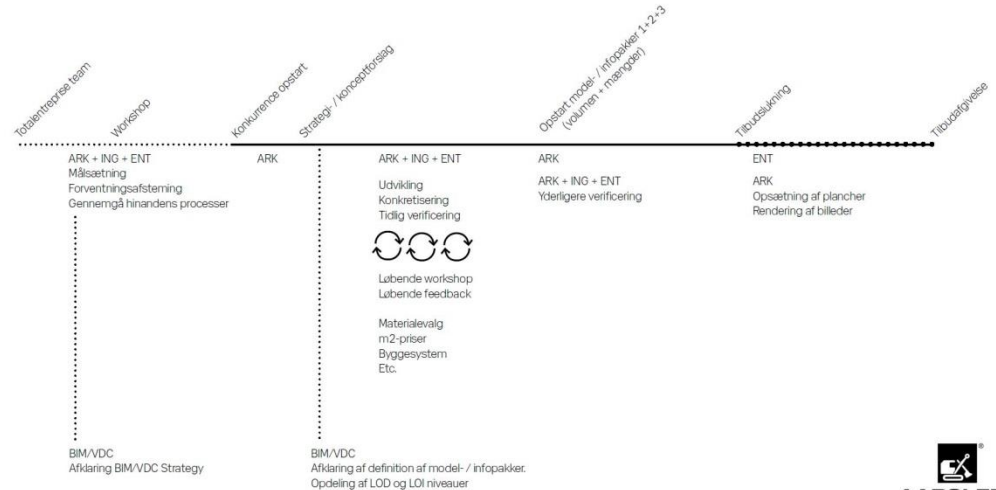 Totalentreprise team
Workshop
Konkurrence opstart
Strategi- / konceptforslag
Opstart model- / infopakker 1+2+3
(volumen + mængder)
Tilbudslukning
Tilbudafgivelse
ARK + ING + ENT
Målsætning
Forventningsafstemning
Gennemgå hinandens processer
ARK
ARK + ING + ENT
Udvikling
Konkretisering
Tidlig verificering
Løbende workshop
Løbende feedback
Materialevalg
m2-priser
Byggesystem
Etc.
ARK
ARK + ING + ENT
Yderligere verificering
ENT
ARK
Opsætning af plancher
Rendering af billeder
BIM/VDC
Afklaring BIM/VDC Strategy
BIM/VDC
Afklaring af definition af model- / infopakker.
Opdeling af LOD og LOI niveauer
®